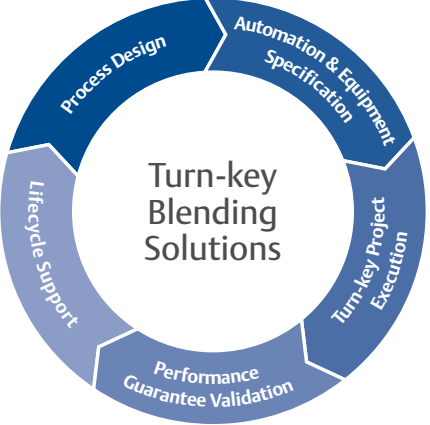 Process Design
Automation & Equipment
Specification
Turn-key Project
Execution
Performance
Guarantee Validation
Lifecycle Support
Turn-key
Blending
Solutions